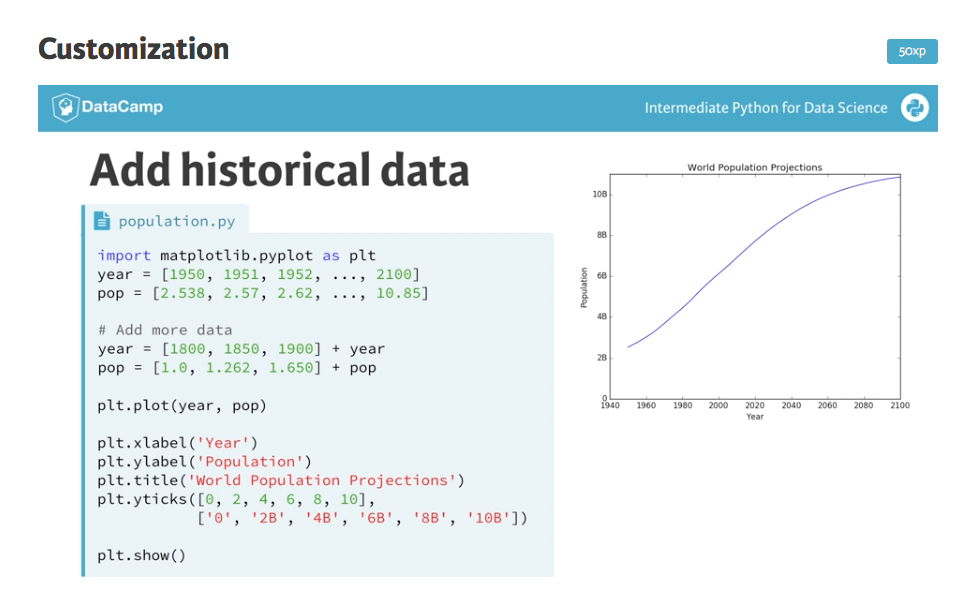 Customization
50xp
DataCamp
Intermediate Python for Data Science
Add historical data
population.py
import matplotlib.pyplot as plt
year = [1950, 1951, 1952, ..., 2100]
pop = [2.538, 2.57, 2.62, ..., 10.85]
# Add more data
year = [1800, 1850, 1900] + year
pop = [1.0, 1.262, 1.650] + pop
plt.plot(year, pop)
plt.xlabel('Year')
plt.ylabel('Population')
plt.title('World Population Projections')
plt.yticks([0, 2, 4, 6, 8, 10],
['0', '2B', '4B', '6B', '8B', '10B'])
plt.show()
World Population Projections
10B
8B
6B
4B
2B
0
Population
1940 1960 1980 2000 2020 2040 2060 2080 2100
Year